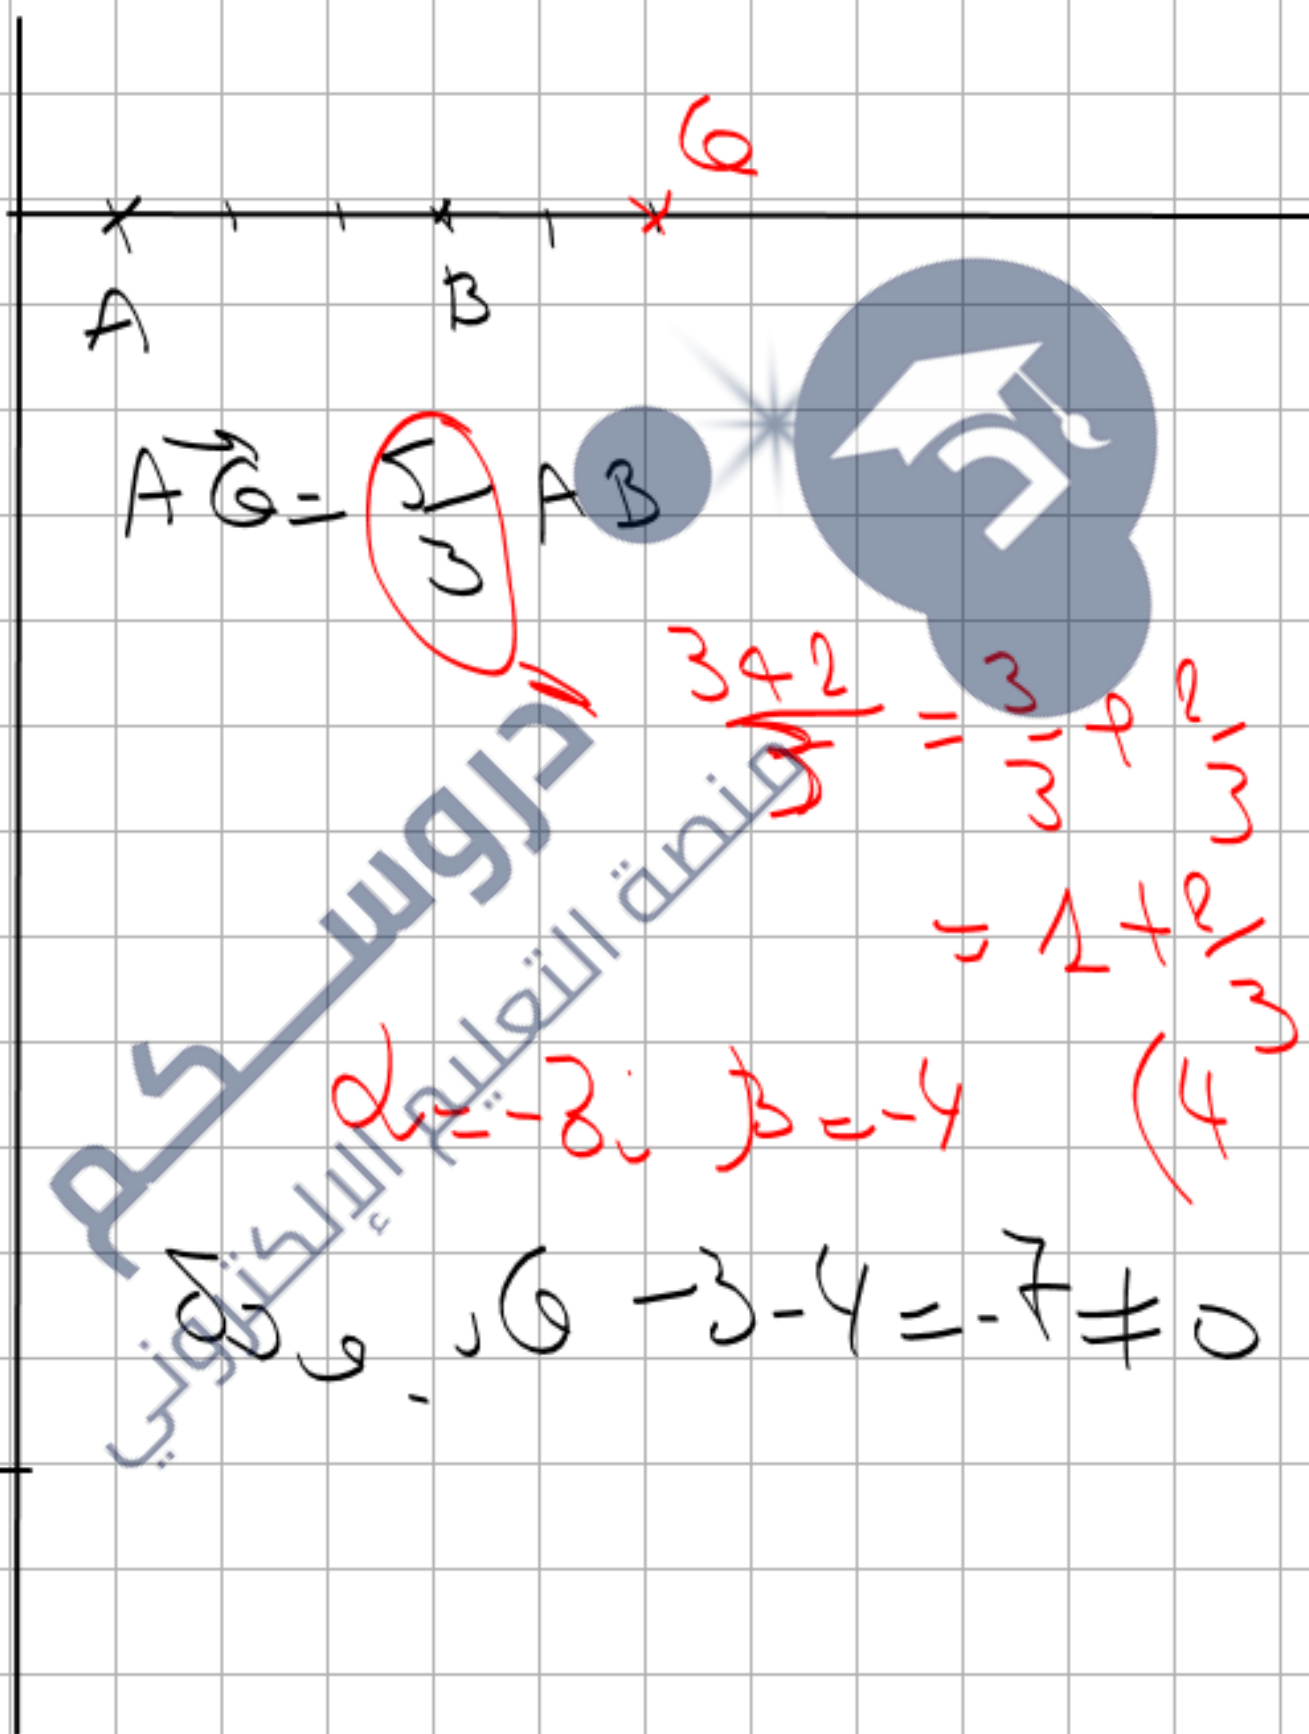 G
A B
AG = 5/3 AB
3+2/3 = 3/3 + 2/3
= 1 + 2/3
4) α = -3 ; β = -4
-3 - 4 = -7 ≠ 0 G
دروسكم
منصة التعليم الإلكتروني